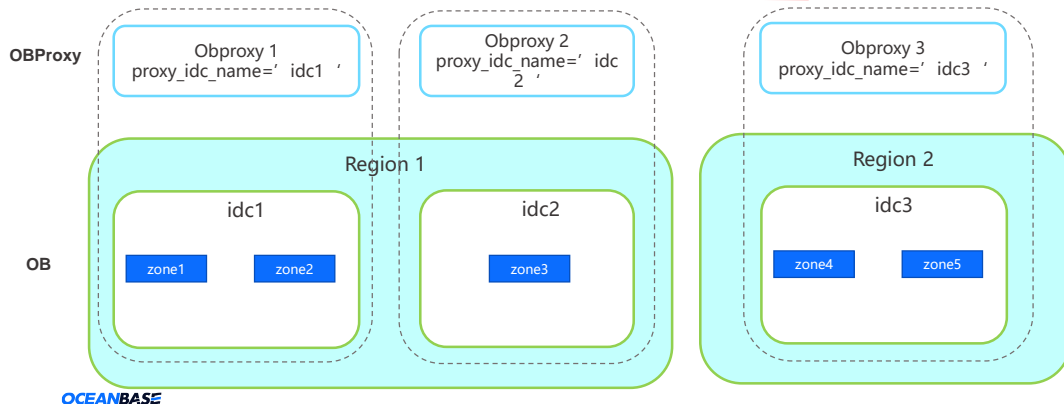 OBProxy
Obproxy 1
proxy_idc_name=’ idc1 ‘
Obproxy 2
proxy_idc_name=’ idc
2 ‘
Obproxy 3
proxy_idc_name=’ idc3 ‘
Region 1
Region 2
idc1
idc2
idc3
OB
zone1
zone2
zone3
zone4
zone5
OCEANBASE